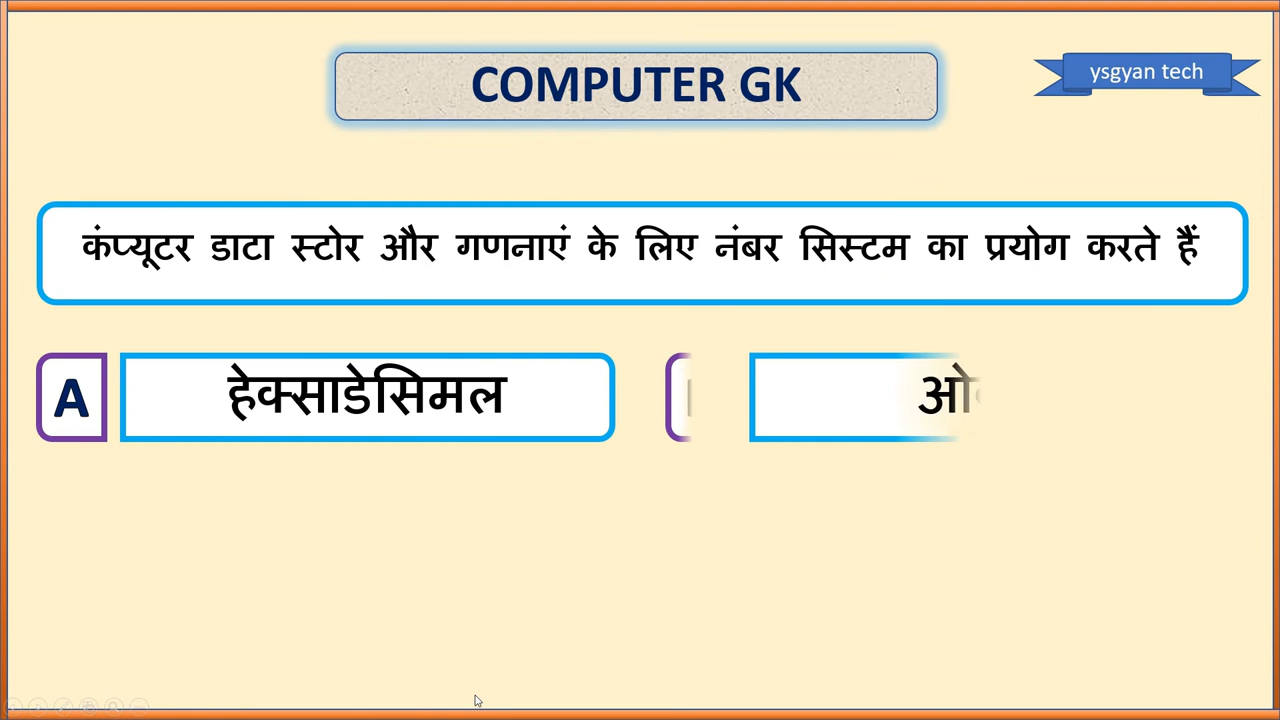 COMPUTER GK
ysgyan tech
कंप्यूटर डाटा स्टोर और गणनाएं के लिए नंबर सिस्टम का प्रयोग करते हैं
A
हेक्साडेसिमल